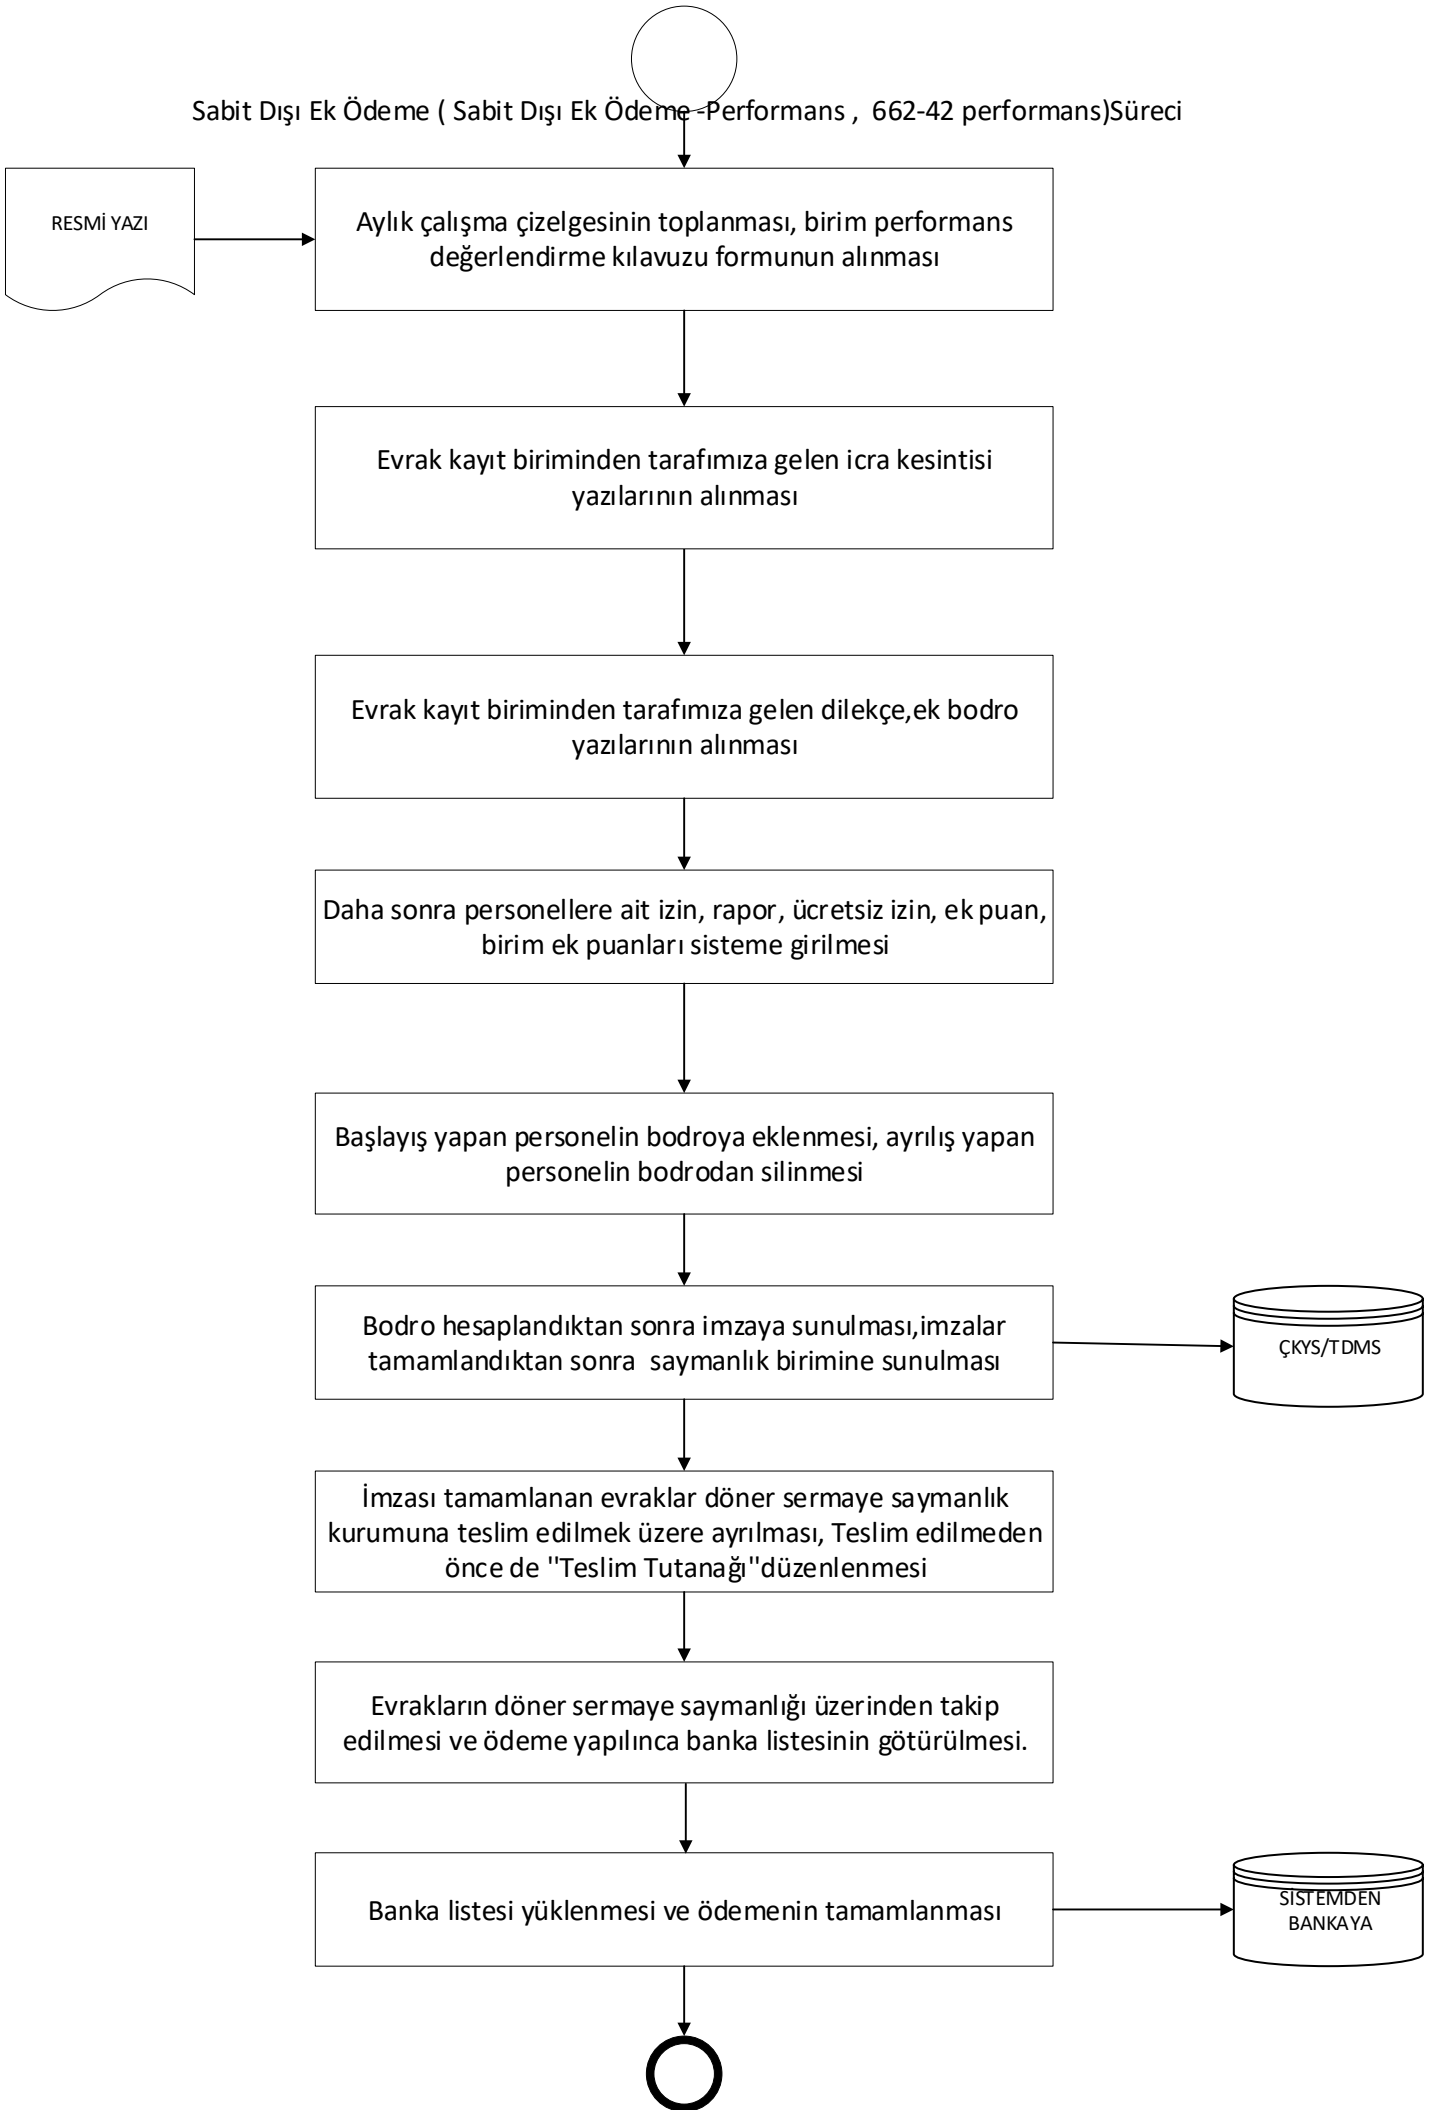 Sabit Dışı Ek Ödeme ( Sabit Dışı Ek Ödeme -Performans ,  662-42 performans)Süreci
RESMİ YAZI
Aylık çalışma çizelgesinin toplanması, birim performans
değerlendirme kılavuzu formunun alınması
Evrak kayıt biriminden tarafımıza gelen icra kesintisi
yazılarının alınması
Evrak kayıt biriminden tarafımıza gelen dilekçe,ek bodro
yazılarının alınması
Daha sonra personellere ait izin, rapor, ücretsiz izin, ek puan,
birim ek puanları sisteme girilmesi
Başlayış yapan personelin bodroya eklenmesi, ayrılış yapan
personelin bodrodan silinmesi
Bodro hesaplandıktan sonra imzaya sunulması,imzalar
tamamlandıktan sonra  saymanlık birimine sunulması
ÇKYS/TDMS
İmzası tamamlanan evraklar döner sermaye saymanlık
kurumuna teslim edilmek üzere ayrılması, Teslim edilmeden
önce de ''Teslim Tutanağı''düzenlenmesi
Evrakların döner sermaye saymanlığı üzerinden takip
edilmesi ve ödeme yapılınca banka listesinin götürülmesi.
Banka listesi yüklenmesi ve ödemenin tamamlanması
SİSTEMDEN
BANKAYA